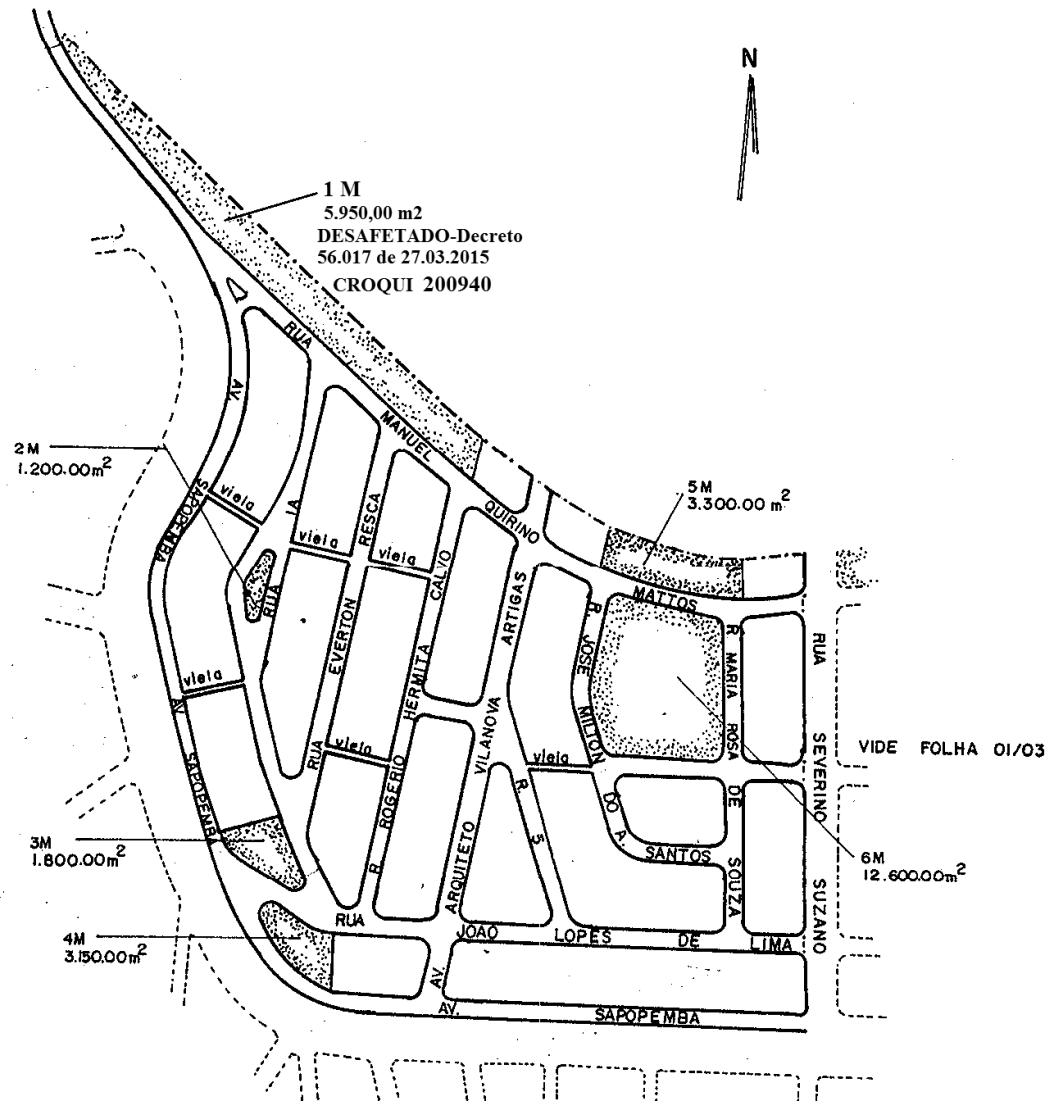 N
1 M
5.950,00 m2
DESAFETADO-Decreto
56.017 de 27.03.2015
CROQUI 200940
RUA
MANUEL
QUIRINO
MATTOS
AV.
SAPOPEMBA
2M
1.200.00m²
viela
viela
viela
5M
3.300.00 m²
RUA IA
RUA EVERTON RESCA
R ROGERIO HERMITA CALVO
ARQUITETO VILANOVA ARTIGAS
R. JOSE MILTON DO A. SANTOS
R MARIA ROSA DE SOUZA
RUA SEVERINO SUZANO
viela
viela
viela
R. 5
VIDE FOLHA 01/03
AV. SAPOPEMBA
3M
1.800.00m²
6M
12.600.00m²
4M
3.150.00m²
RUA JOAO LOPES DE LIMA
AV.
AV. SAPOPEMBA